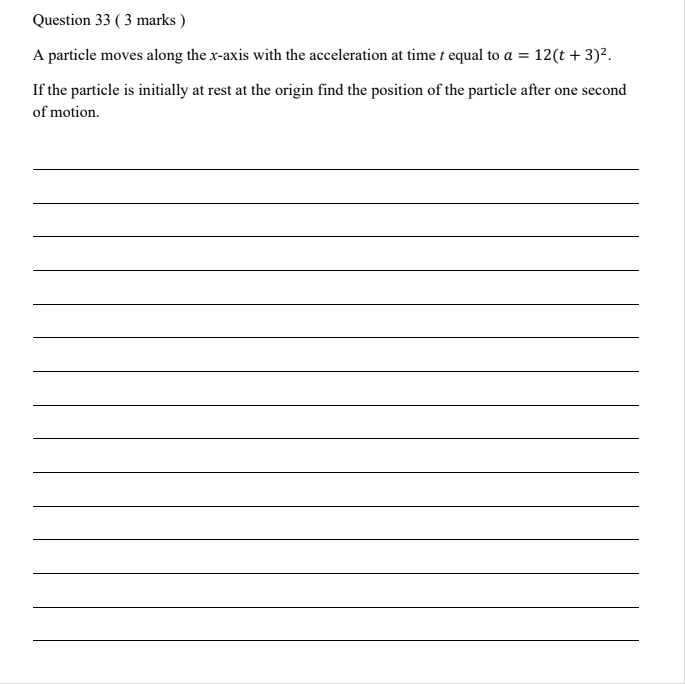 Question 33 ( 3 marks )
A particle moves along the x-axis with the acceleration at time t equal to a = 12(t + 3)².
If the particle is initially at rest at the origin find the position of the particle after one second
of motion.